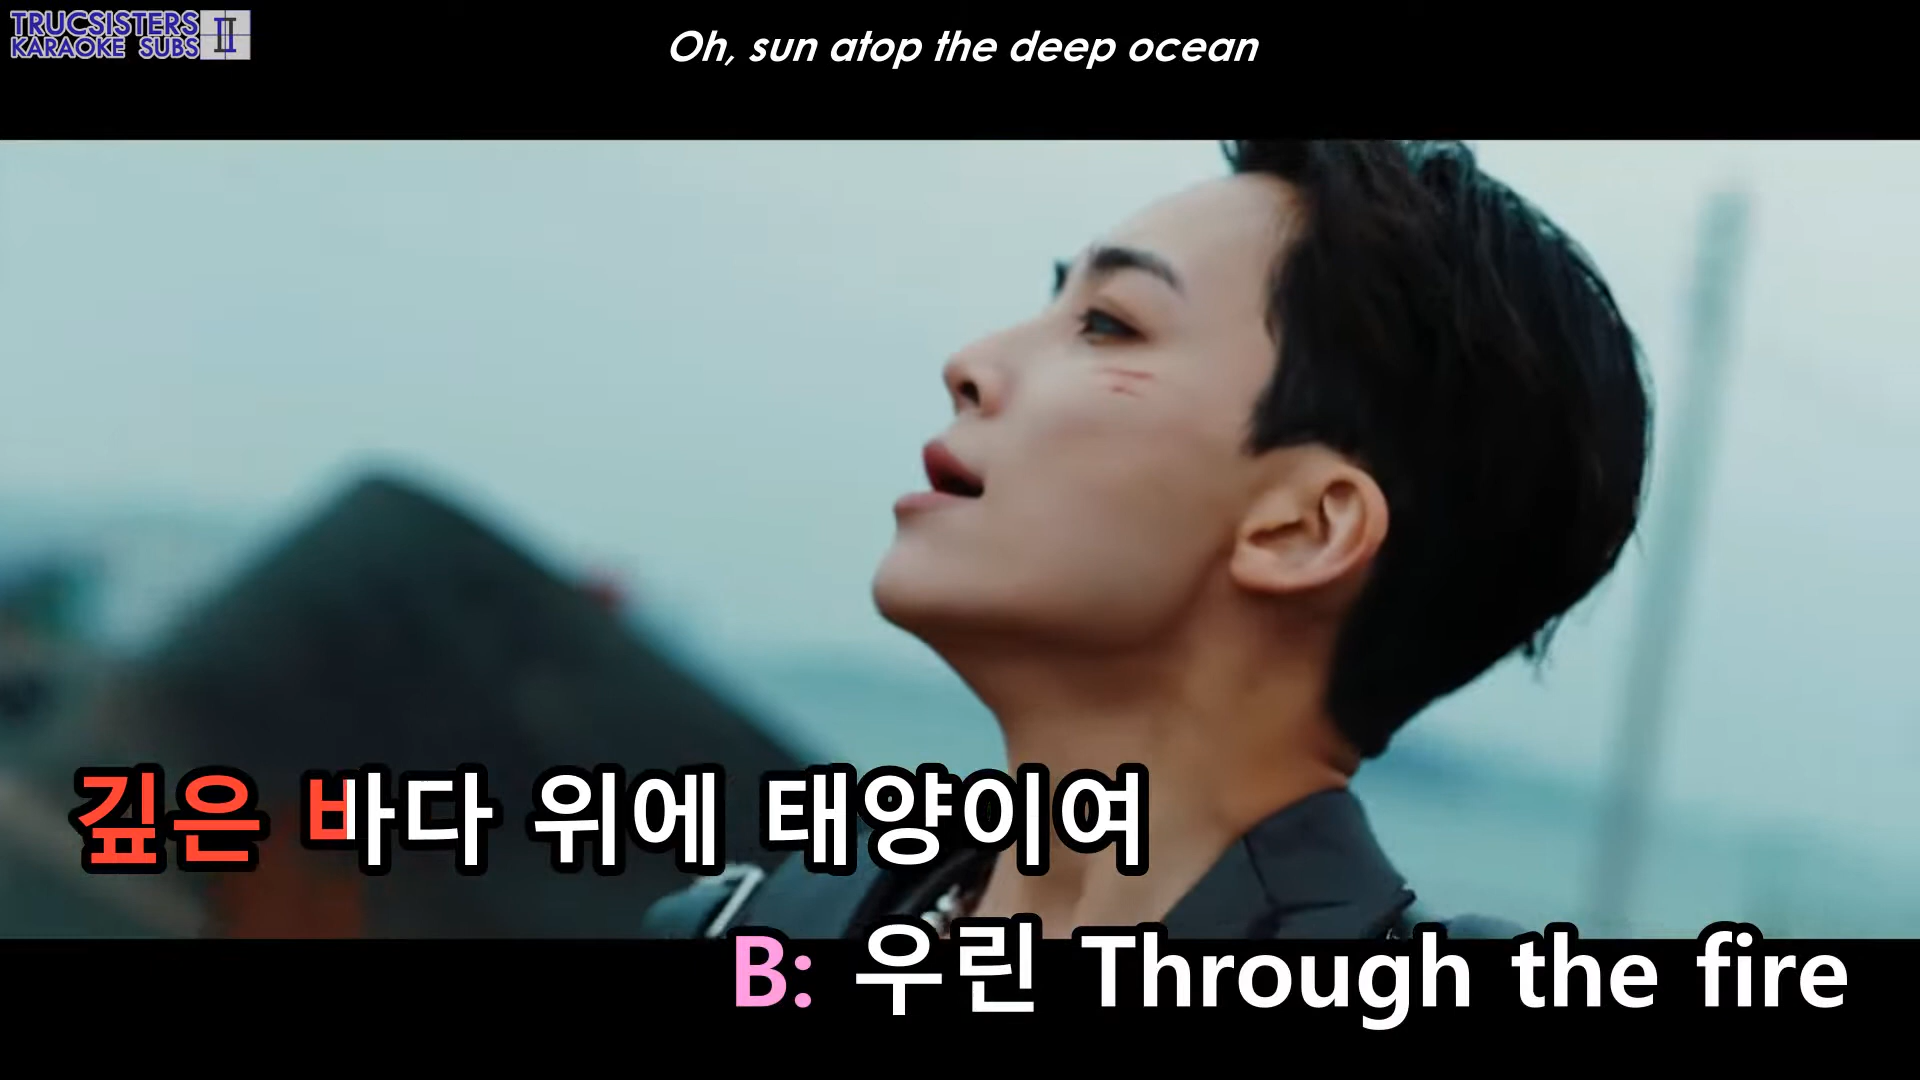 TRUCSISTERS
KARAOKE SUBS II
Oh, sun atop the deep ocean
깊은 바다 위에 태양이여
B: 우린 Through the fire